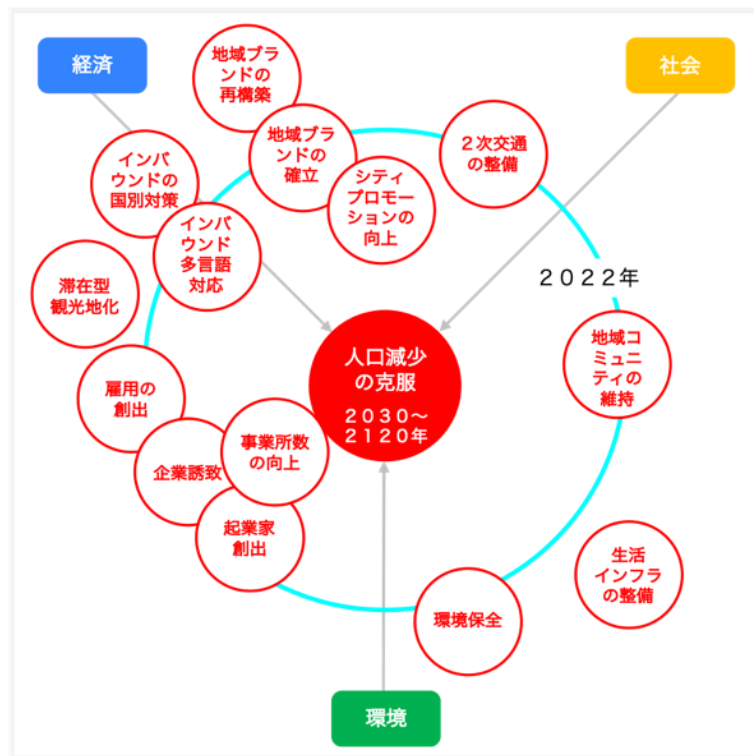 経済
社会
地域ブラ
ンドの
再構築
地域ブラ
ンドの
確立
２次交通
の整備
インバ
ウンドの
国別対策
シティ
プロモー
ションの
向上
インバ
ウンド
多言語
対応
滞在型
観光地化
２０２２年
人口減少
の克服
２０３０～
２１２０年
地域コ
ミュニ
ティの
維持
雇用の
創出
事業所数
の向上
企業誘致
起業家
創出
生活
インフラ
の整備
環境保全
環境